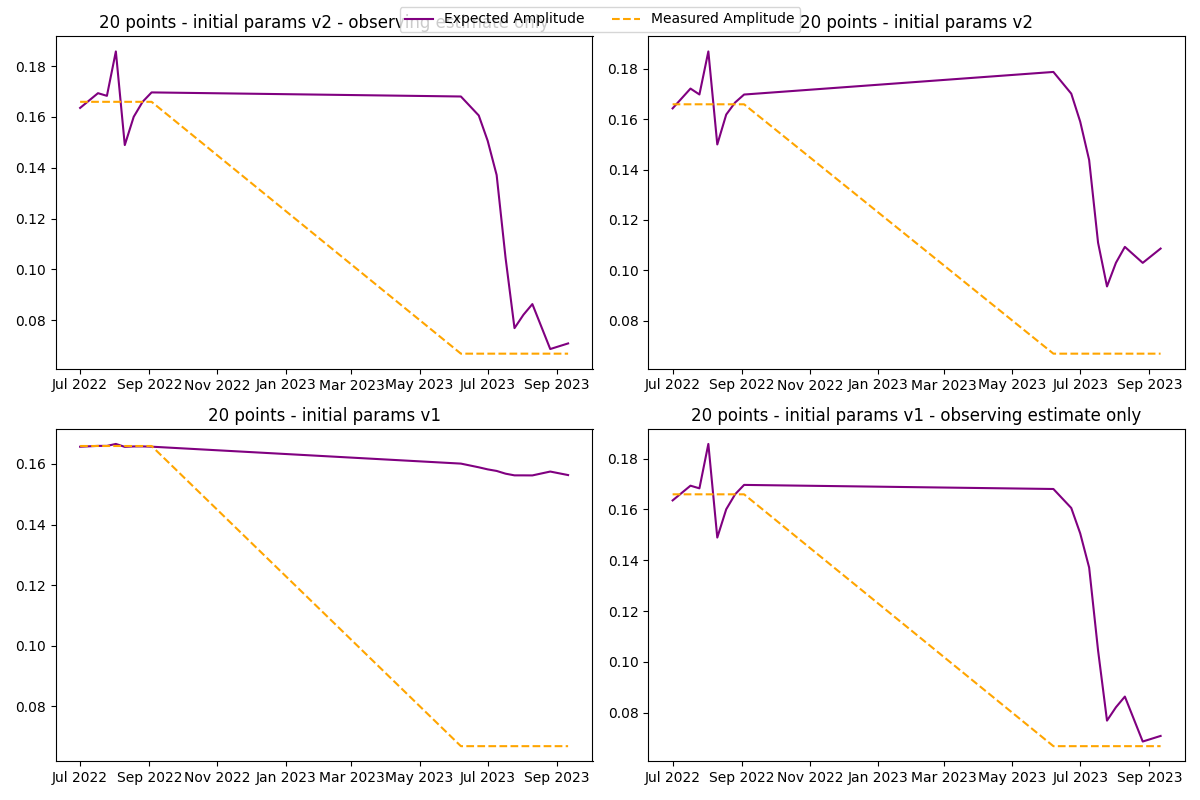 Expected Amplitude Measured Amplitude
20 points - initial params v2 - observing estimate only
0.18
0.16
0.14
0.12
0.10
0.08
Jul 2022 Sep 2022 Nov 2022 Jan 2023 Mar 2023 May 2023 Jul 2023 Sep 2023
20 points - initial params v2
0.18
0.16
0.14
0.12
0.10
0.08
Jul 2022 Sep 2022 Nov 2022 Jan 2023 Mar 2023 May 2023 Jul 2023 Sep 2023
20 points - initial params v1
0.16
0.14
0.12
0.10
0.08
Jul 2022 Sep 2022 Nov 2022 Jan 2023 Mar 2023 May 2023 Jul 2023 Sep 2023
20 points - initial params v1 - observing estimate only
0.18
0.16
0.14
0.12
0.10
0.08
Jul 2022 Sep 2022 Nov 2022 Jan 2023 Mar 2023 May 2023 Jul 2023 Sep 2023